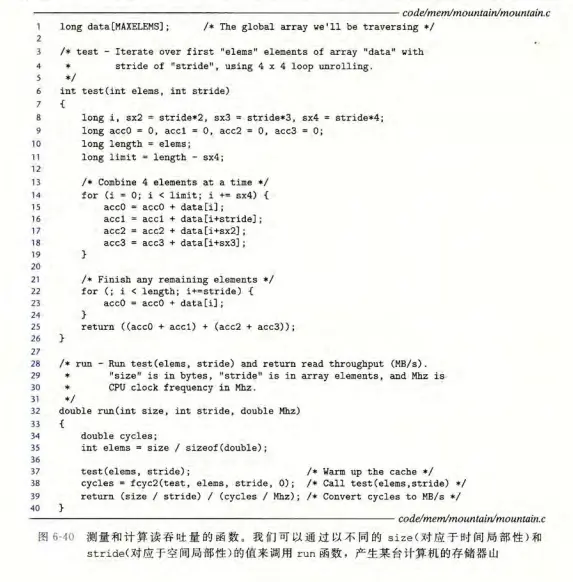 code/mem/mountain/mountain.c
1 long data[MAXELEMS]; /* The global array we'll be traversing */
2
3 /* test - Iterate over first "elems" elements of array "data" with
4 * stride of "stride", using 4 x 4 loop unrolling.
5 */
6 int test(int elems, int stride)
7 {
8 long i, sx2 = stride*2, sx3 = stride*3, sx4 = stride*4;
9 long acc0 = 0, acc1 = 0, acc2 = 0, acc3 = 0;
10 long length = elems;
11 long limit = length - sx4;
12
13 /* Combine 4 elements at a time */
14 for (i = 0; i < limit; i += sx4) {
15 acc0 = acc0 + data[i];
16 acc1 = acc1 + data[i+stride];
17 acc2 = acc2 + data[i+sx2];
18 acc3 = acc3 + data[i+sx3];
19 }
20
21 /* Finish any remaining elements */
22 for (; i < length; i+=stride) {
23 acc0 = acc0 + data[i];
24 }
25 return ((acc0 + acc1) + (acc2 + acc3));
26 }
27
28 /* run - Run test(elems, stride) and return read throughput (MB/s).
29 * "size" is in bytes, "stride" is in array elements, and Mhz is
30 * CPU clock frequency in Mhz.
31 */
32 double run(int size, int stride, double Mhz)
33 {
34 double cycles;
35 int elems = size / sizeof(double);
36
37 test(elems, stride); /* Warm up the cache */
38 cycles = fcyc2(test, elems, stride, 0); /* Call test(elems,stride) */
39 return (size / stride) / (cycles / Mhz); /* Convert cycles to MB/s */
40 }
code/mem/mountain/mountain.c
图 6-40 测量和计算读吞吐量的函数。我们可以通过以不同的 size(对应于时间局部性)和
stride(对应于空间局部性)的值来调用 run 函数，产生某台计算机的存储器山